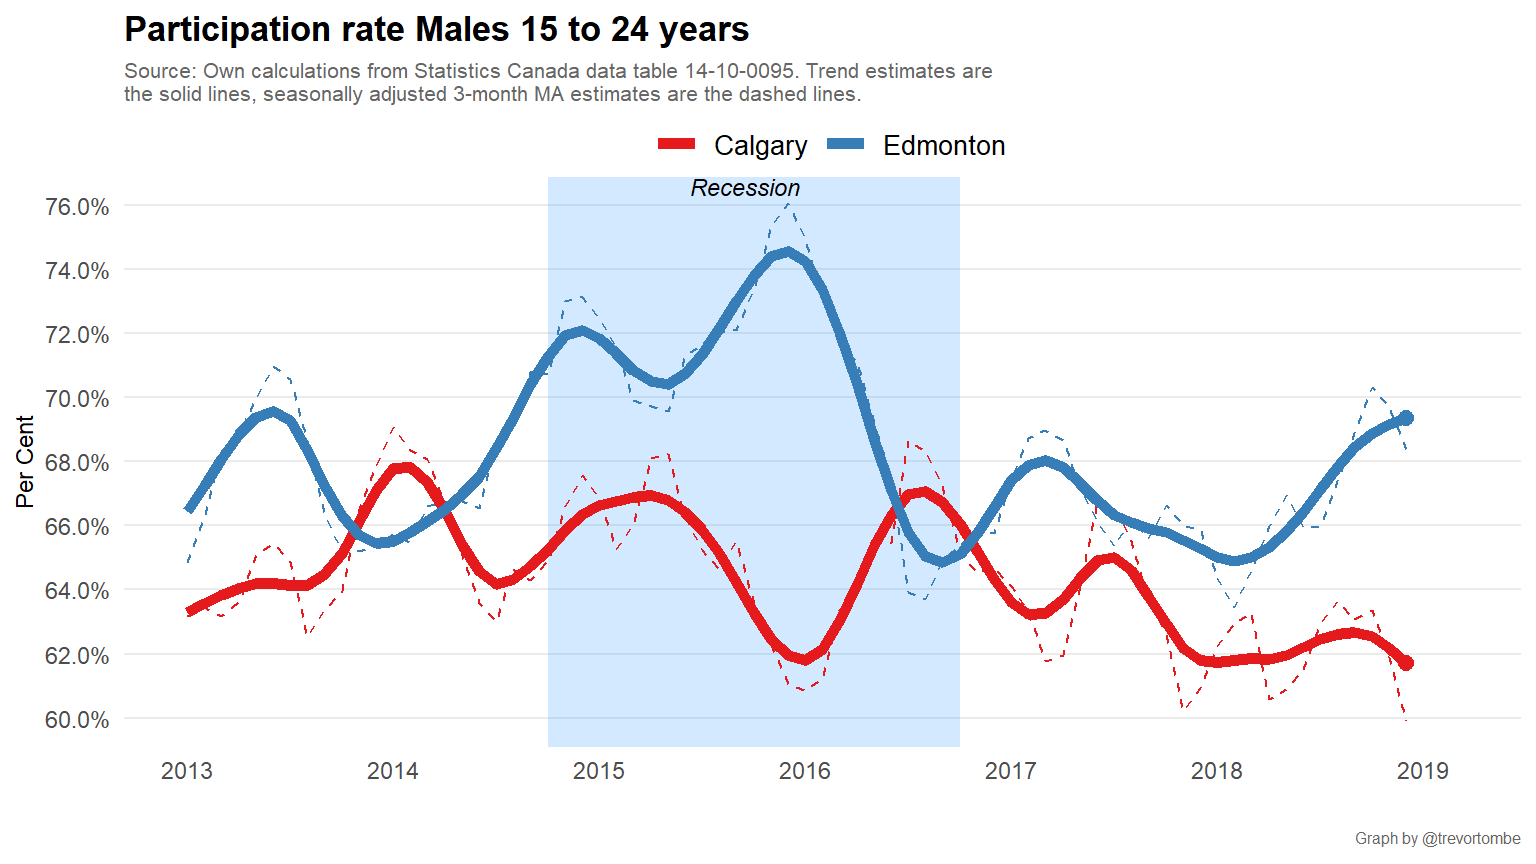 Participation rate Males 15 to 24 years
Source: Own calculations from Statistics Canada data table 14-10-0095. Trend estimates are
the solid lines, seasonally adjusted 3-month MA estimates are the dashed lines.
Calgary
Edmonton
Recession
Per Cent
76.0%
74.0%
72.0%
70.0%
68.0%
66.0%
64.0%
62.0%
60.0%
2013 2014 2015 2016 2017 2018 2019
Graph by @trevortombe